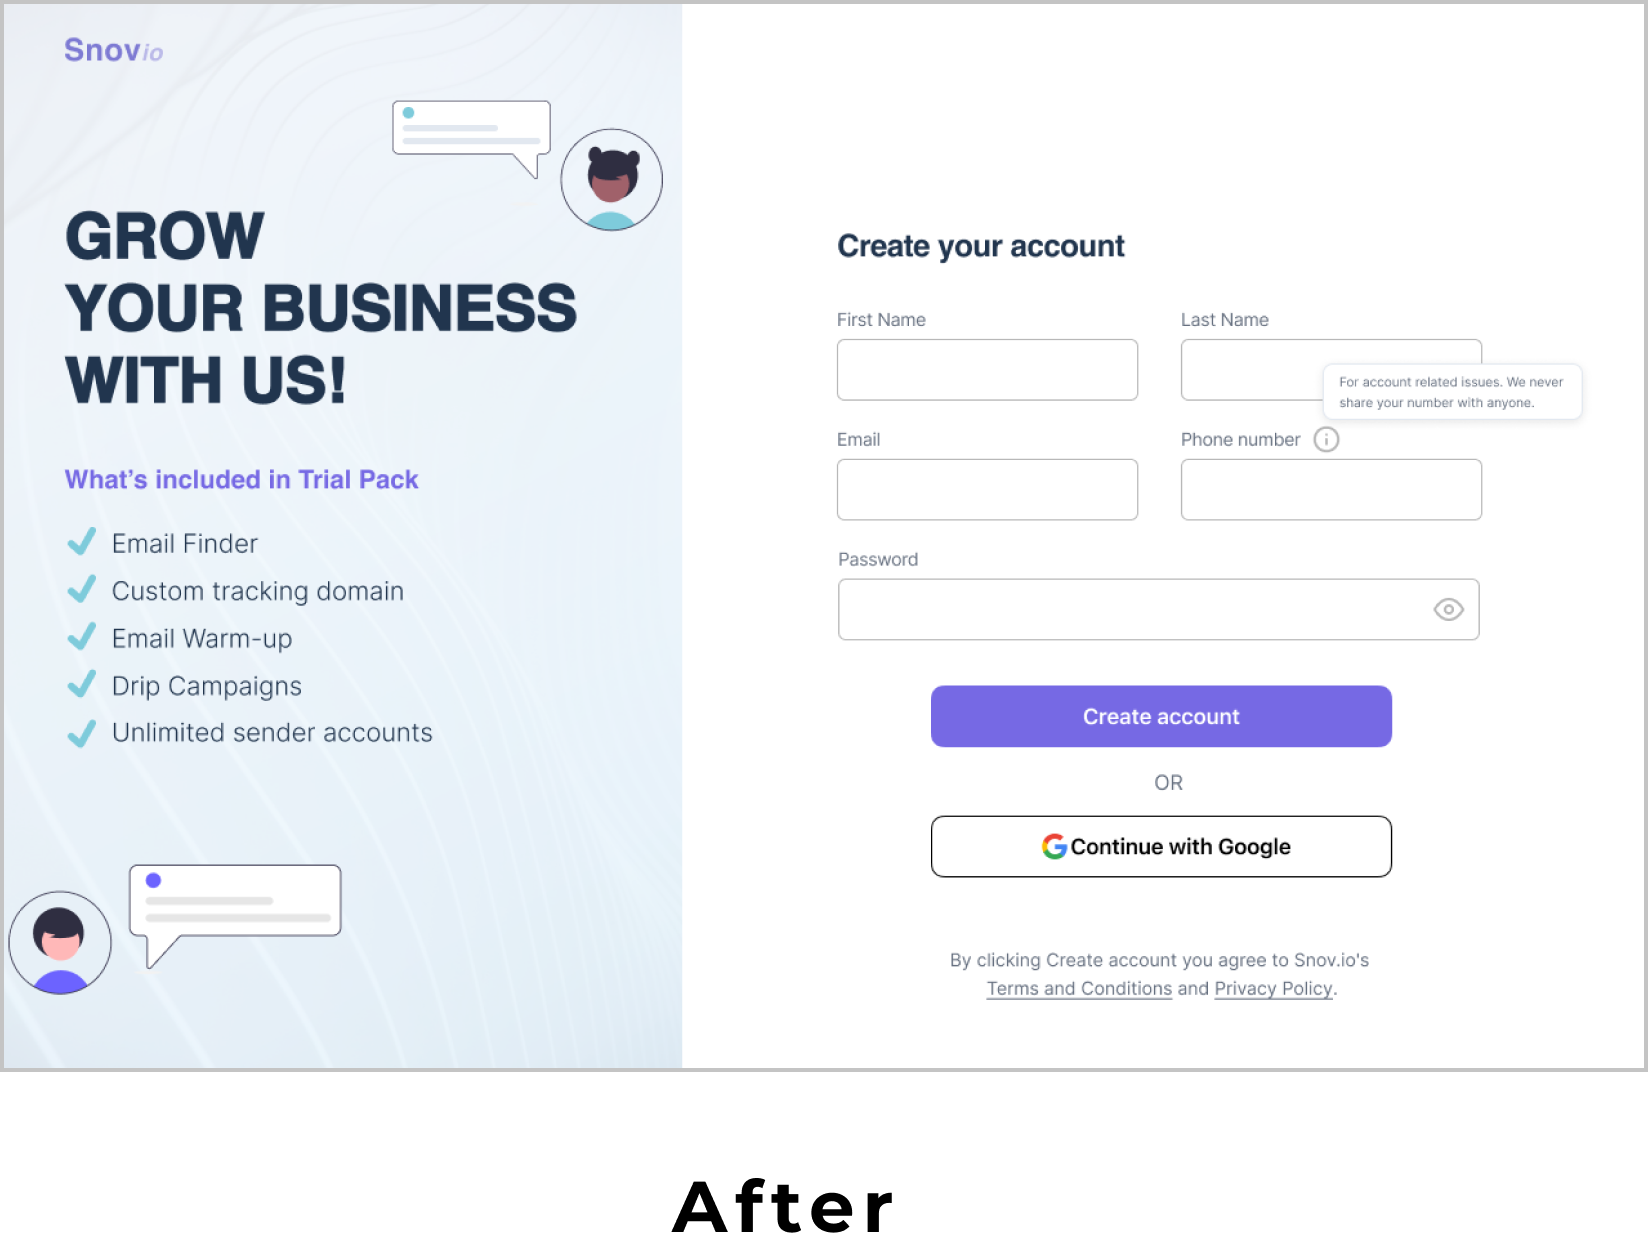 Snovio
GROW
YOUR BUSINESS
WITH US!
What's included in Trial Pack
Email Finder
Custom tracking domain
Email Warm-up
Drip Campaigns
Unlimited sender accounts
Create your account
First Name
Last Name
For account related issues. We never
share your number with anyone.
Email
Phone number
Password
Create account
OR
Continue with Google
By clicking Create account you agree to Snov.io's
Terms and Conditions and Privacy Policy.
After